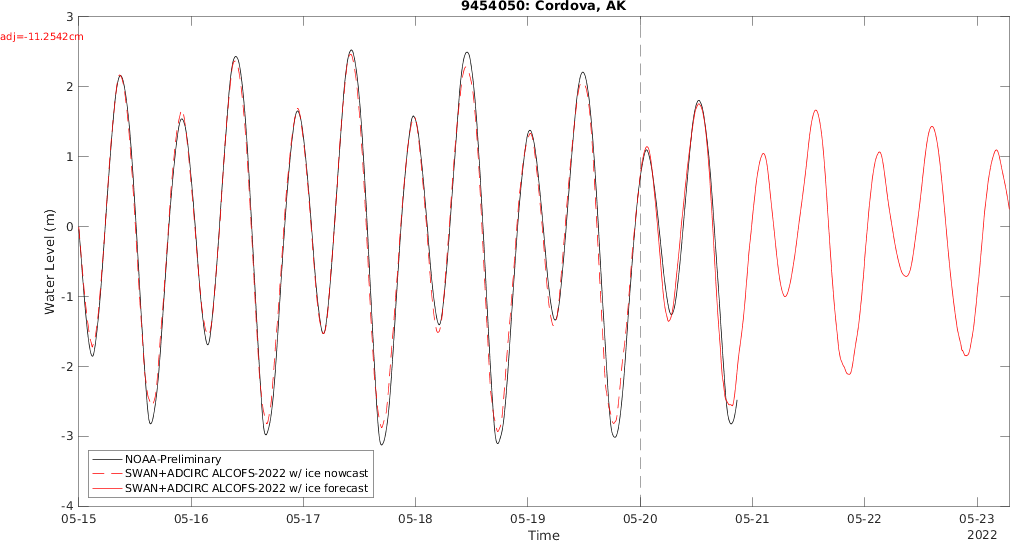 9454050: Cordova, AK
adj=-11.2542cm
3
2
1
0
-1
-2
-3
-4
Water Level (m)
NOAA-Preliminary
SWAN+ADCIRC ALCOFS-2022 w/ ice nowcast
SWAN+ADCIRC ALCOFS-2022 w/ ice forecast
05-15 05-16 05-17 05-18 05-19 05-20 05-21 05-22 05-23
Time
2022